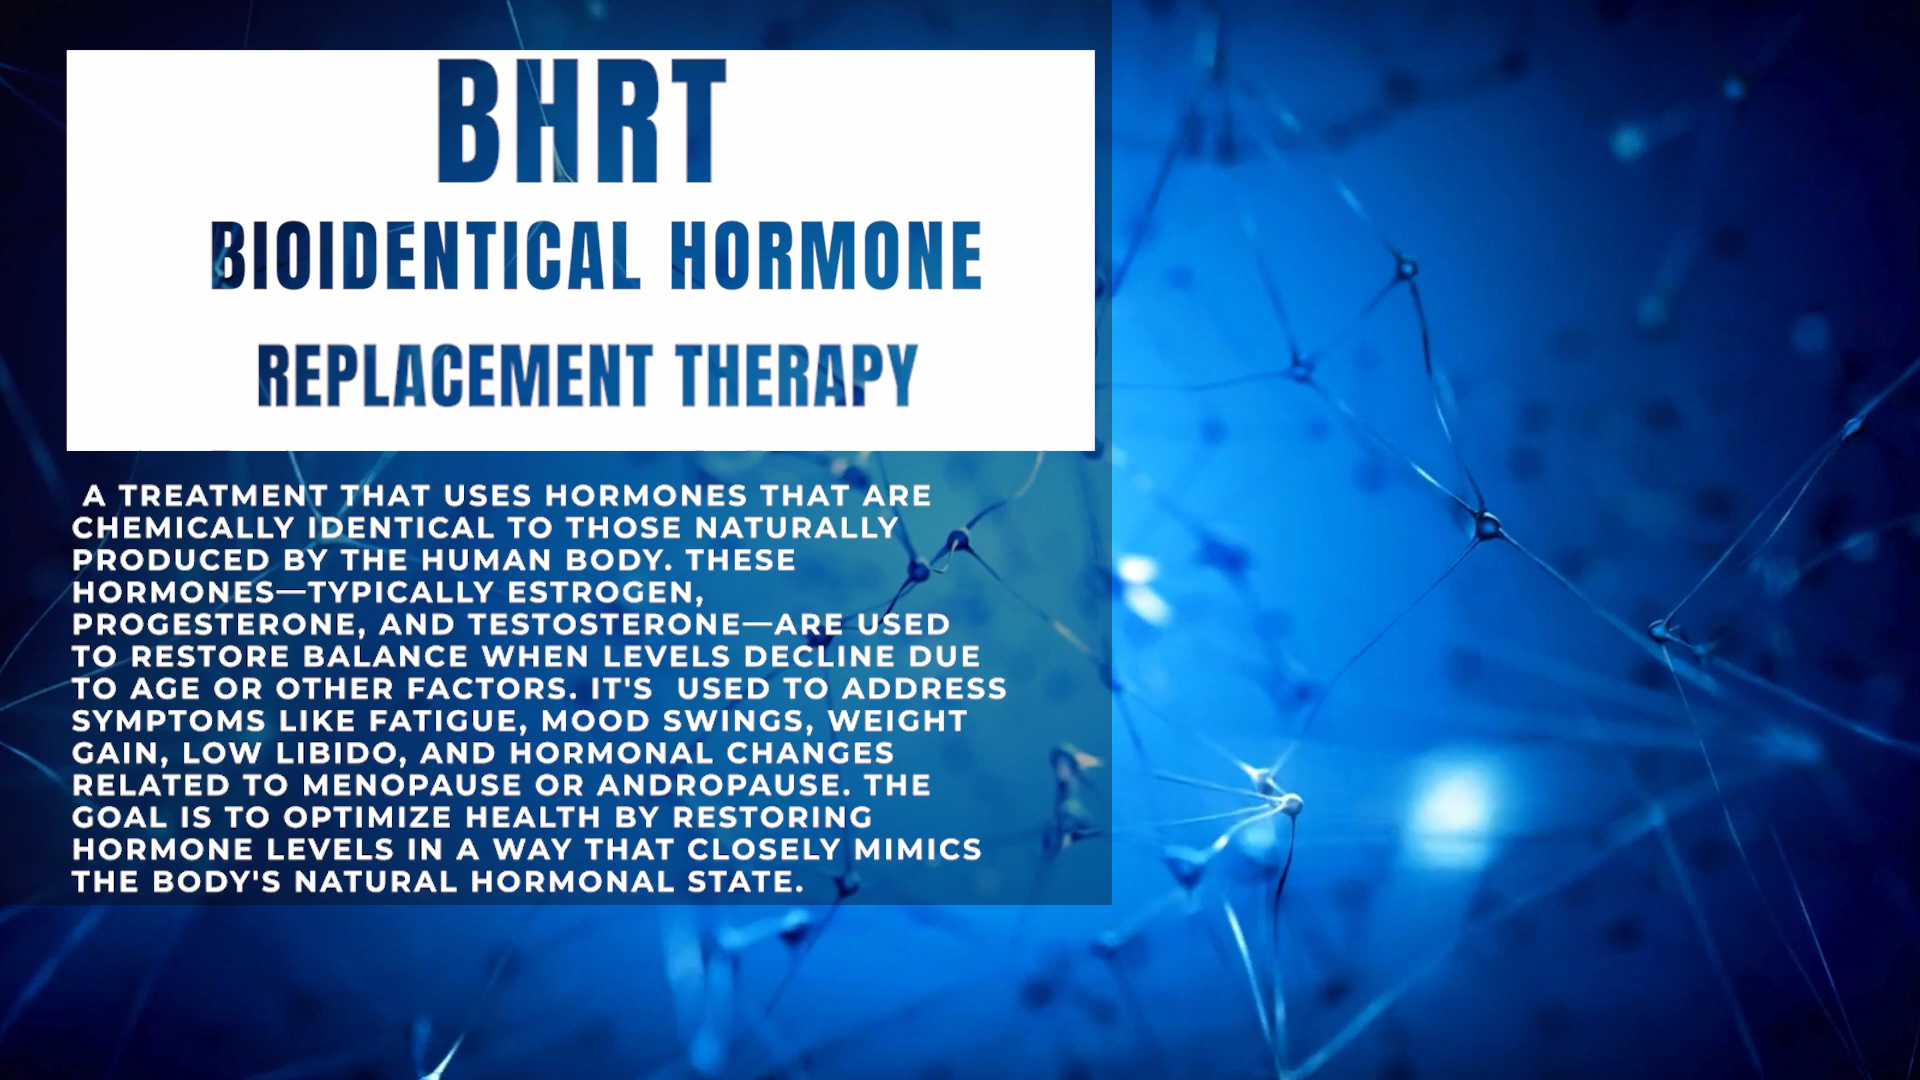 BHRT
BIOIDENTICAL HORMONE
REPLACEMENT THERAPY
A TREATMENT THAT USES HORMONES THAT ARE
CHEMICALLY IDENTICAL TO THOSE NATURALLY
PRODUCED BY THE HUMAN BODY. THESE
HORMONES—TYPICALLY ESTROGEN,
PROGESTERONE, AND TESTOSTERONE—ARE USED
TO RESTORE BALANCE WHEN LEVELS DECLINE DUE
TO AGE OR OTHER FACTORS. IT'S  USED TO ADDRESS
SYMPTOMS LIKE FATIGUE, MOOD SWINGS, WEIGHT
GAIN, LOW LIBIDO, AND HORMONAL CHANGES
RELATED TO MENOPAUSE OR ANDROPAUSE. THE
GOAL IS TO OPTIMIZE HEALTH BY RESTORING
HORMONE LEVELS IN A WAY THAT CLOSELY MIMICS
THE BODY'S NATURAL HORMONAL STATE.